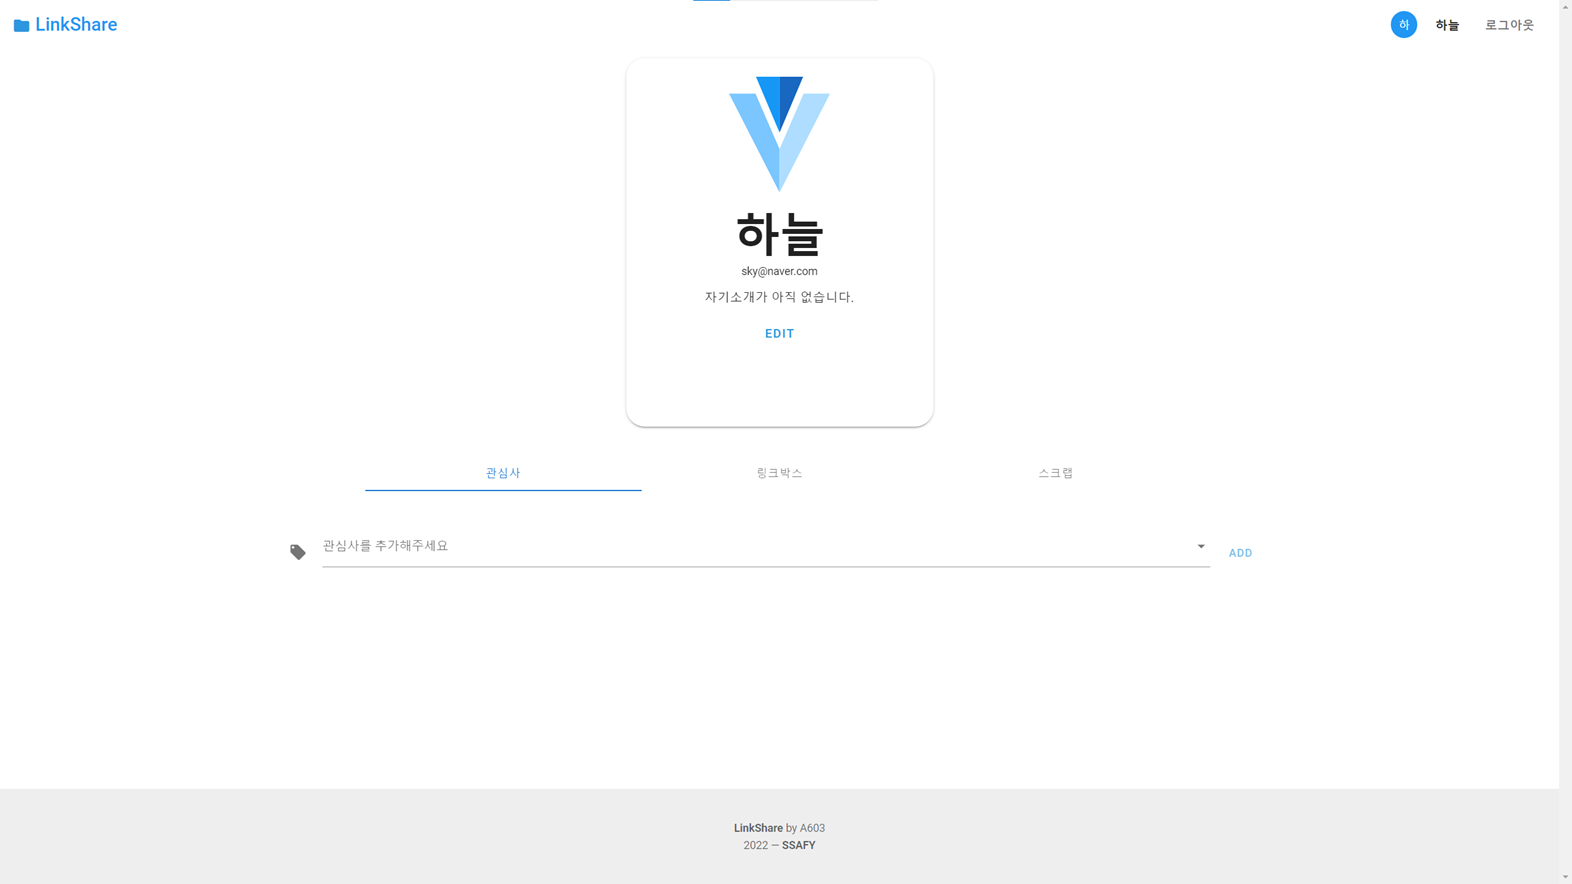 LinkShare
하 하늘 로그아웃
하늘
sky@naver.com
자기소개가 아직 없습니다.
EDIT
관심사 링크박스 스크랩
관심사를 추가해주세요
ADD
LinkShare by A603
2022 — SSAFY